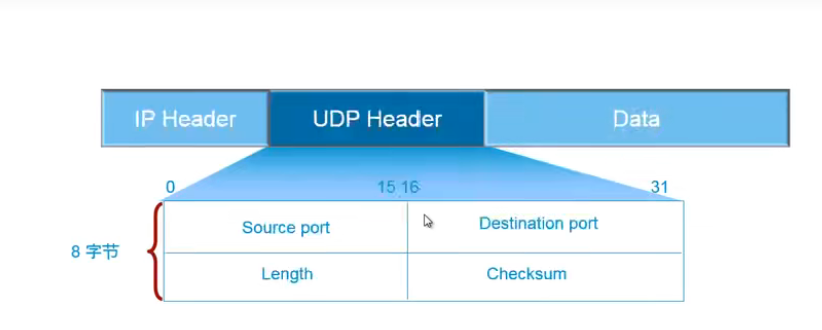 IP Header UDP Header Data
0 15 16 31
Source port Destination port
8 字节
Length Checksum